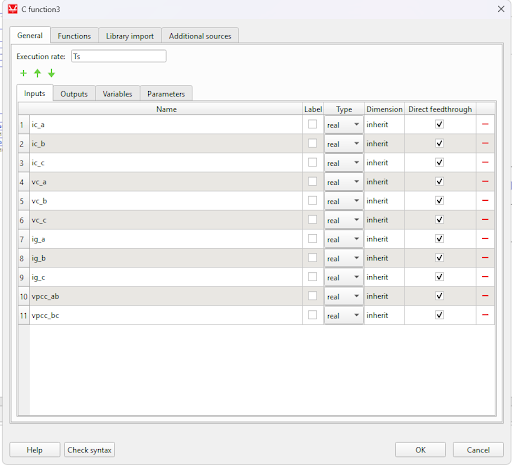 C function3
General Functions Library import Additional sources
Execution rate: Ts
Inputs Outputs Variables Parameters
Name Label Type Dimension Direct feedthrough
1 ic_a real inherit
2 ic_b real inherit
3 ic_c real inherit
4 vc_a real inherit
5 vc_b real inherit
6 vc_c real inherit
7 ig_a real inherit
8 ig_b real inherit
9 ig_c real inherit
10 vpcc_ab real inherit
11 vpcc_bc real inherit
Help Check syntax OK Cancel